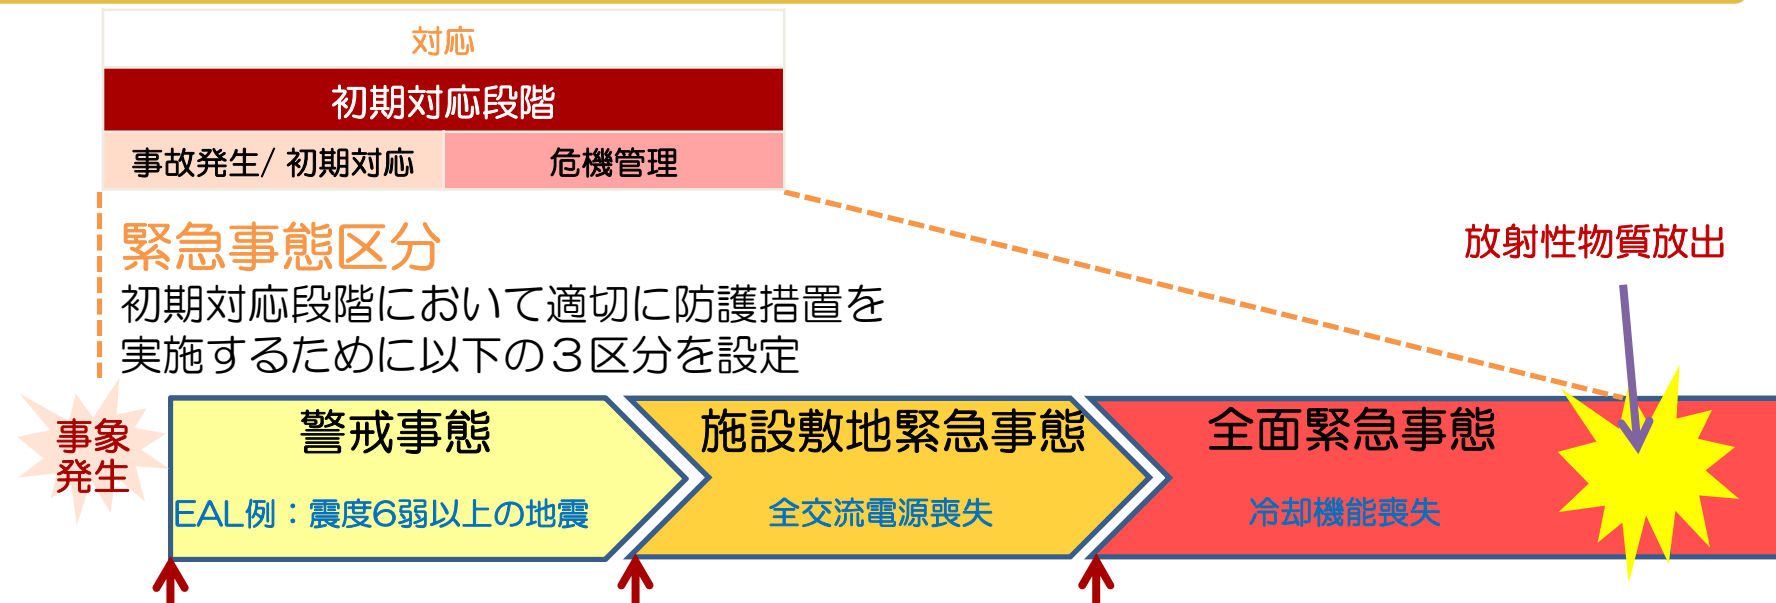 対応
初期対応段階
事故発生/ 初期対応
危機管理
緊急事態区分
初期対応段階において適切に防護措置を
実施するために以下の３区分を設定
放射性物質放出
事象
発生
警戒事態
EAL例：震度6弱以上の地震
施設敷地緊急事態
全交流電源喪失
全面緊急事態
冷却機能喪失